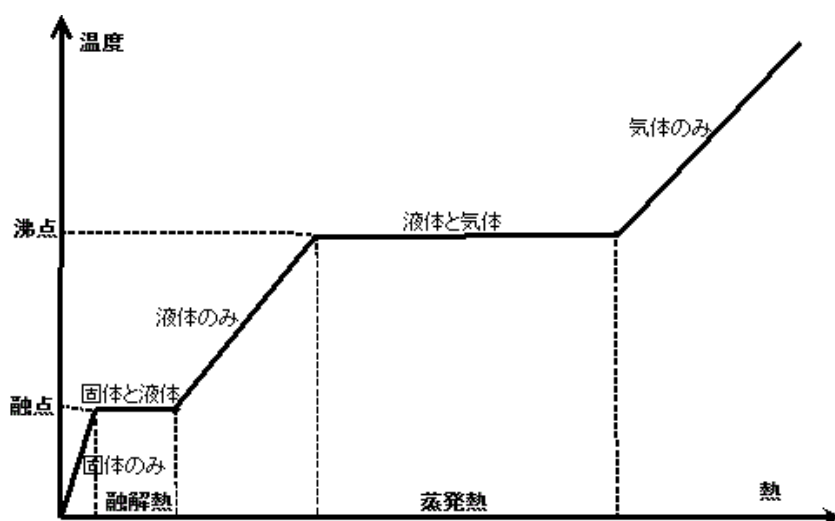 温度
気体のみ
沸点
液体と気体
液体のみ
固体と液体
融点
固体のみ
融解熱
蒸発熱
熱